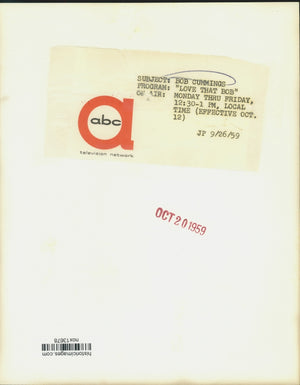 SUBJECT: BOB CUMMINGS
PROGRAM: "LOVE THAT BOB"
ON AIR: MONDAY THRU FRIDAY,
12:30-1 PM, LOCAL
TIME (EFFECTIVE OCT.
12)
JP 9/26/59
abc
television network
OCT 20 1959
historicimages.com